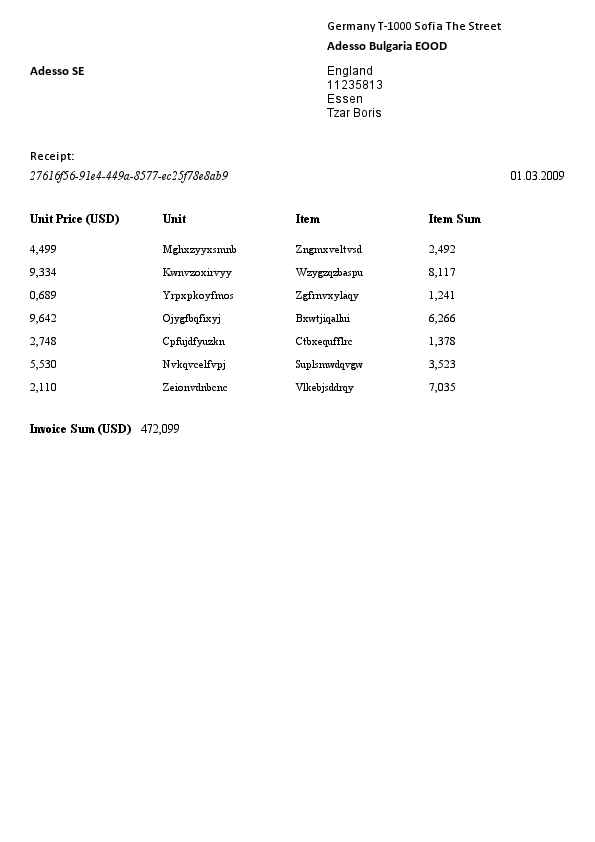 Germany T-1000 Sofia The Street
Adesso Bulgaria EOOD
Adesso SE
England
11235813
Essen
Tzar Boris
Receipt:
27616f56-91e4-449a-8577-ec25f78e8ab9
01.03.2009
Unit Price (USD) Unit Item Item Sum
4,499 Mghxzyyxsmnb Zngmxveltvsd 2,492
9,334 Kwnvzoxirvyy Wzygzqzbaspu 8,117
0,689 Yrpxpkoyfmos Zgfrnvxylaqy 1,241
9,642 Ojygfbqfixyj Bxwtjiqalhui 6,266
2,748 Cpfujdfyuzkn Ctbxequfflrc 1,378
5,530 Nvkqvcelfvpj Suplsmwdqvgw 3,523
2,110 Zeionvdnbcnc Vlkebjsddrqy 7,035
Invoice Sum (USD) 472,099